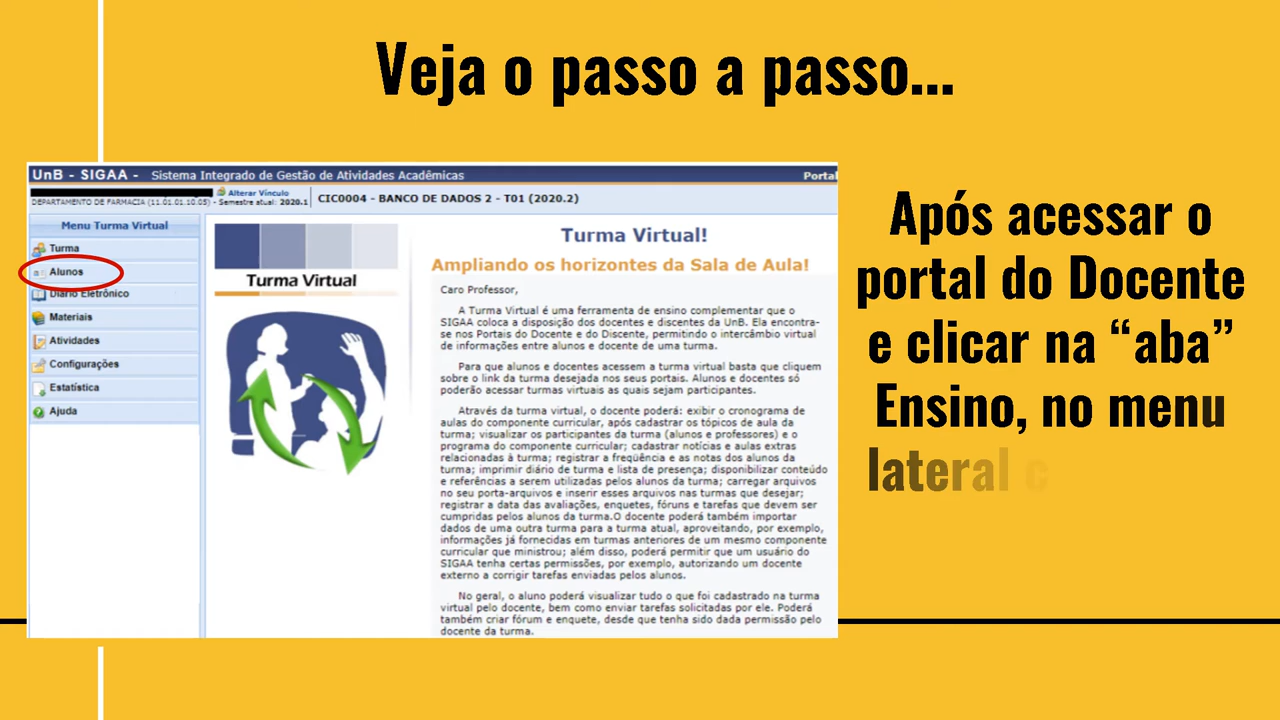 Veja o passo a passo...
UnB - SIGAA - Sistema Integrado de Gestão de Atividades Acadêmicas
Portal
Alterar Vínculo
DEPARTAMENTO DE FARMACIA (11.01.01.10.05) - Semestre atual: 2020.1
CIC0004 - BANCO DE DADOS 2 - T01 (2020.2)
Menu Turma Virtual
Turma
Alunos
Diário Eletrônico
Materiais
Atividades
Configurações
Estatística
Ajuda
Turma Virtual
Turma Virtual!
Ampliando os horizontes da Sala de Aula!
Caro Professor,
A Turma Virtual é uma ferramenta de ensino complementar que o
SIGAA coloca a disposição dos docentes e discentes da UnB. Ela encontra-
se nos Portais do Docente e do Discente, permitindo o intercâmbio virtual
de informações entre alunos e docente de uma turma.
Para que alunos e docentes acessem a turma virtual basta que cliquem
sobre o link da turma desejada nos seus portais. Alunos e docentes só
poderão acessar turmas virtuais as quais sejam participantes.
Através da turma virtual, o docente poderá: exibir o cronograma de
aulas do componente curricular, após cadastrar os tópicos de aula da
turma; visualizar os participantes da turma (alunos e professores) e o
programa do componente curricular; cadastrar notícias e aulas extras
relacionadas à turma; registrar a freqüência e as notas dos alunos da
turma; imprimir diário de turma e lista de presença; disponibilizar conteúdo
e referências a serem utilizadas pelos alunos da turma; carregar arquivos
no seu porta-arquivos e inserir esses arquivos nas turmas que desejar;
registrar a data das avaliações, enquetes, fóruns e tarefas que devem ser
cumpridas pelos alunos da turma.O docente poderá também importar
dados de uma outra turma para a turma atual, aproveitando, por exemplo,
informações já fornecidas em turmas anteriores de um mesmo componente
curricular que ministrou; além disso, poderá permitir que um usuário do
SIGAA tenha certas permissões, por exemplo, autorizando um docente
externo a corrigir tarefas enviadas pelos alunos.
No geral, o aluno poderá visualizar tudo o que foi cadastrado na turma
virtual pelo docente, bem como enviar tarefas solicitadas por ele. Poderá
também criar fórum e enquete, desde que tenha sido dada permissão pelo
docente da turma.
Após acessar o
portal do Docente
e clicar na “aba”
Ensino, no menu
lateral c